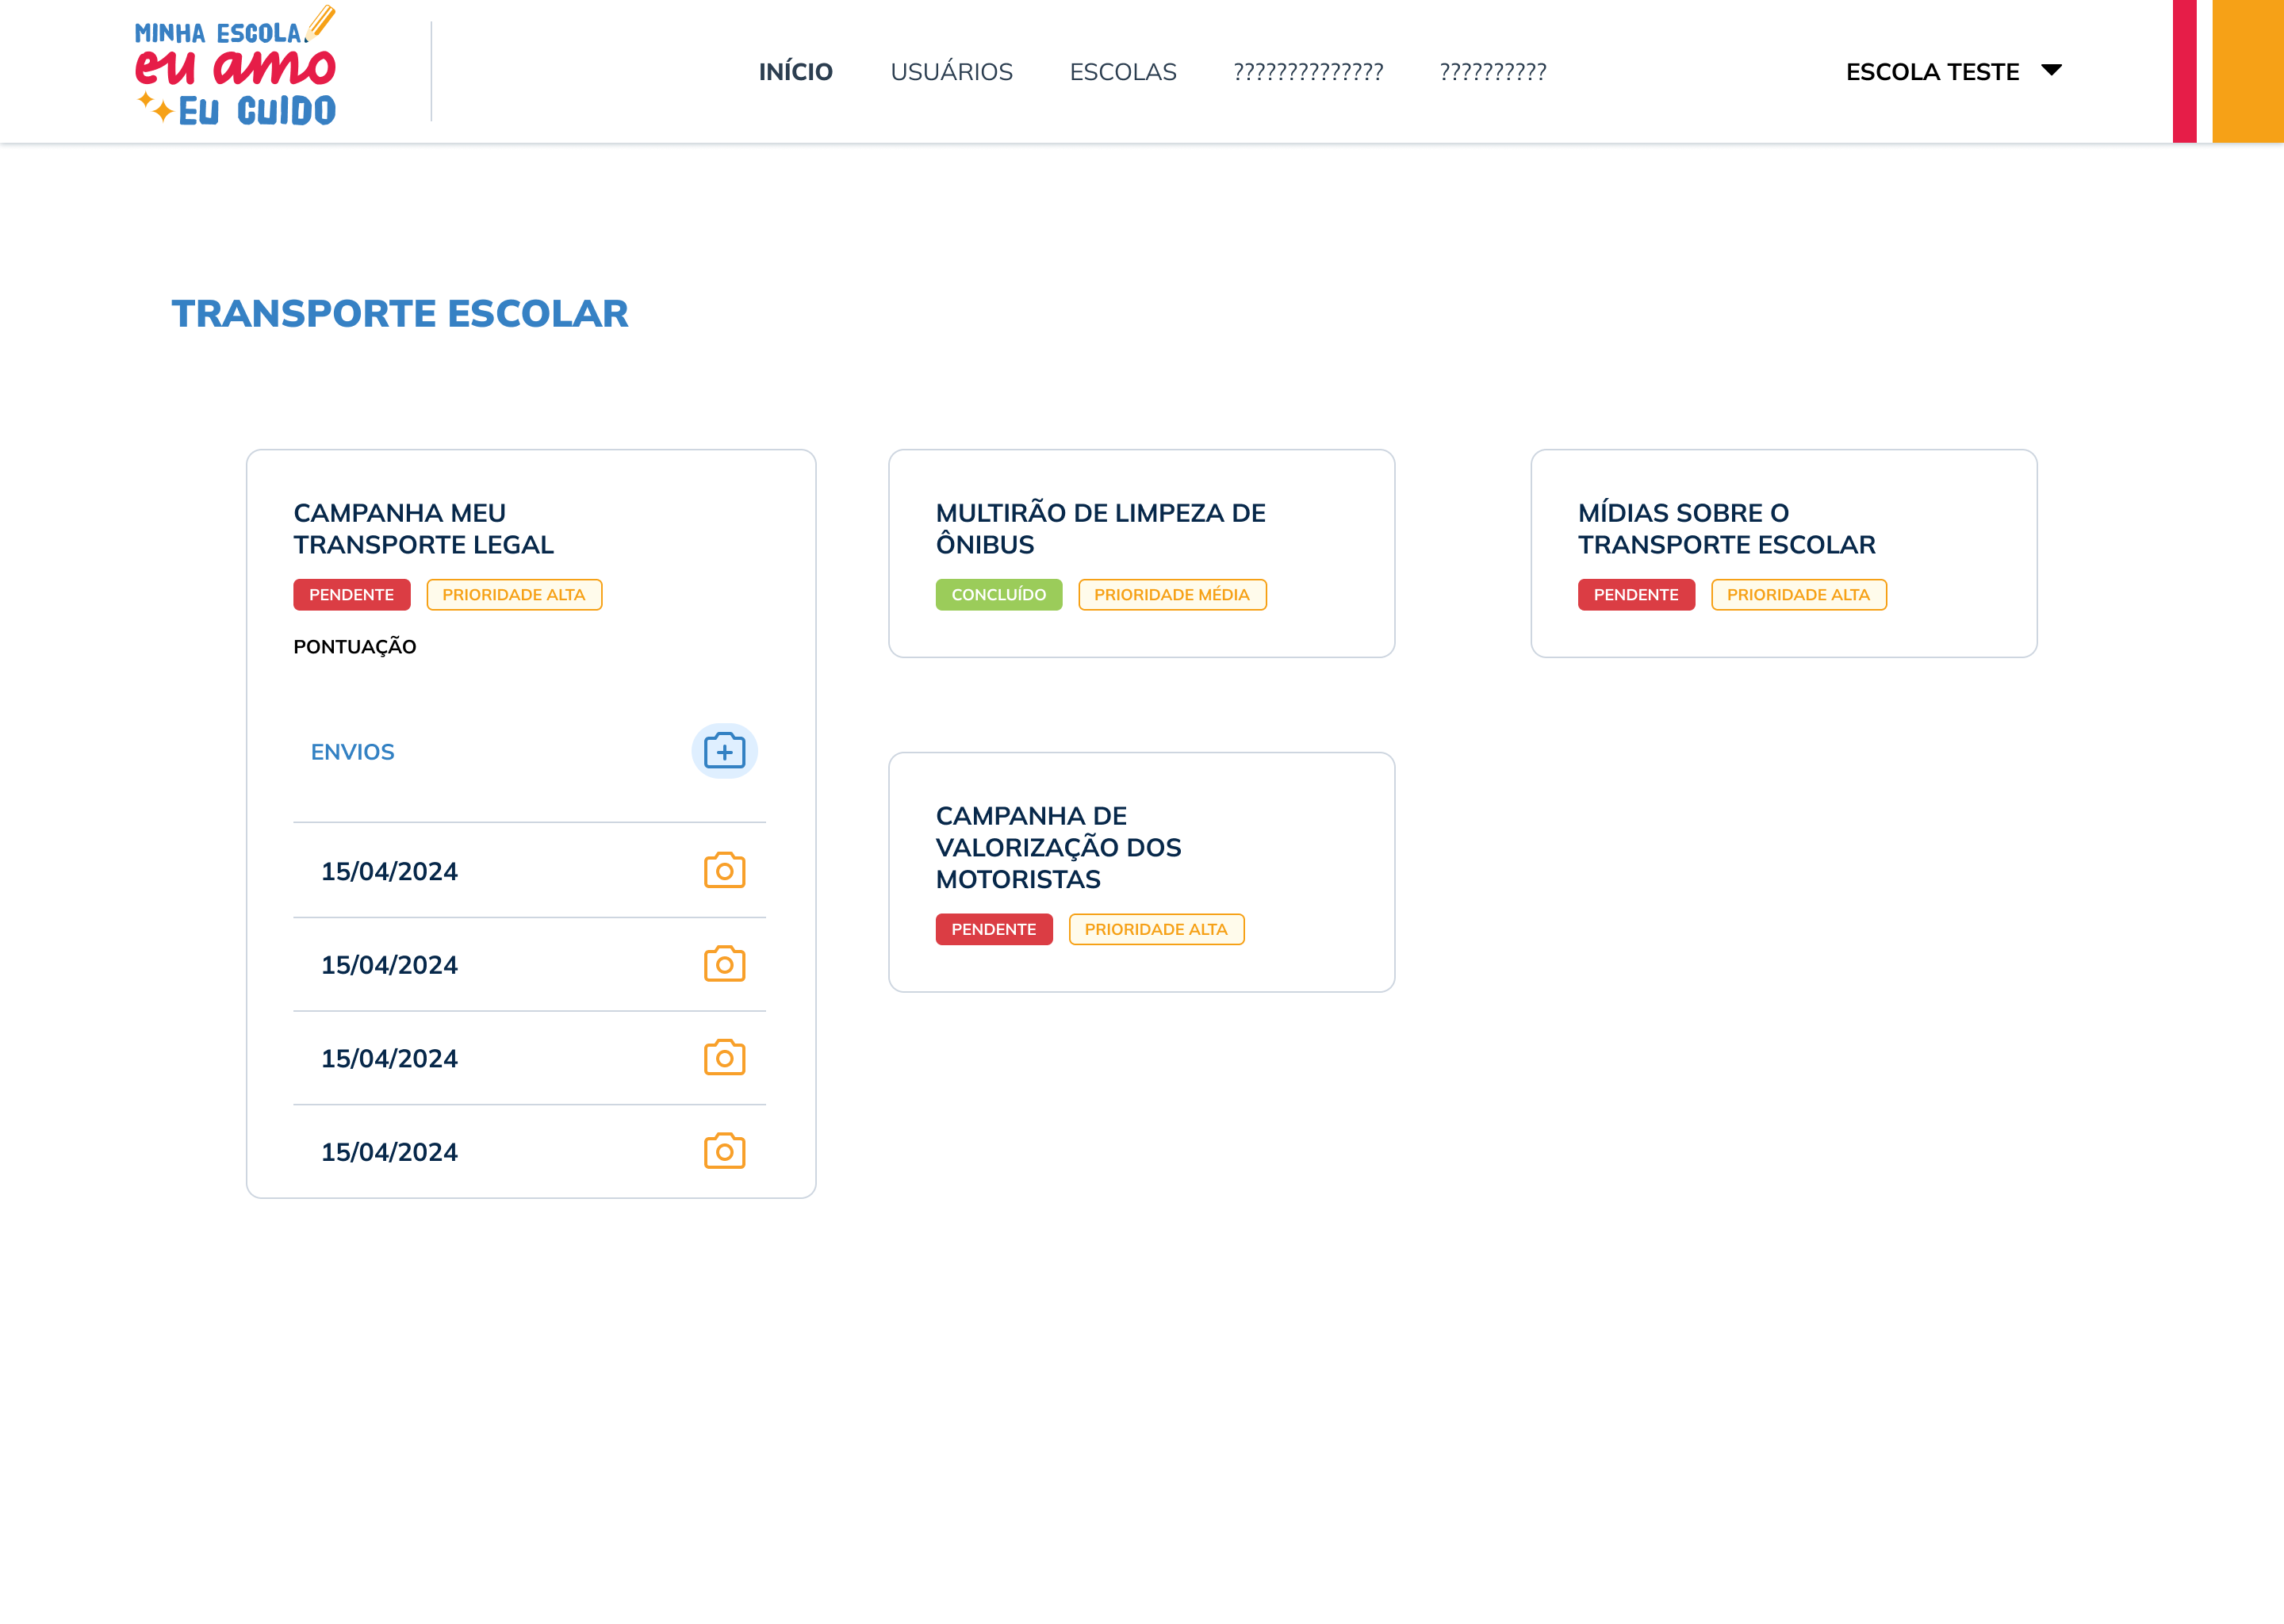 MINHA ESCOLA
eu amo
EU CUIDO
INÍCIO
USUÁRIOS
ESCOLAS
??????????????
??????????
ESCOLA TESTE
TRANSPORTE ESCOLAR
CAMPANHA MEU
TRANSPORTE LEGAL
PENDENTE
PRIORIDADE ALTA
PONTUAÇÃO
ENVIOS
15/04/2024
15/04/2024
15/04/2024
15/04/2024
MULTIRÃO DE LIMPEZA DE
ÔNIBUS
CONCLUÍDO
PRIORIDADE MÉDIA
CAMPANHA DE
VALORIZAÇÃO DOS
MOTORISTAS
PENDENTE
PRIORIDADE ALTA
MÍDIAS SOBRE O
TRANSPORTE ESCOLAR
PENDENTE
PRIORIDADE ALTA